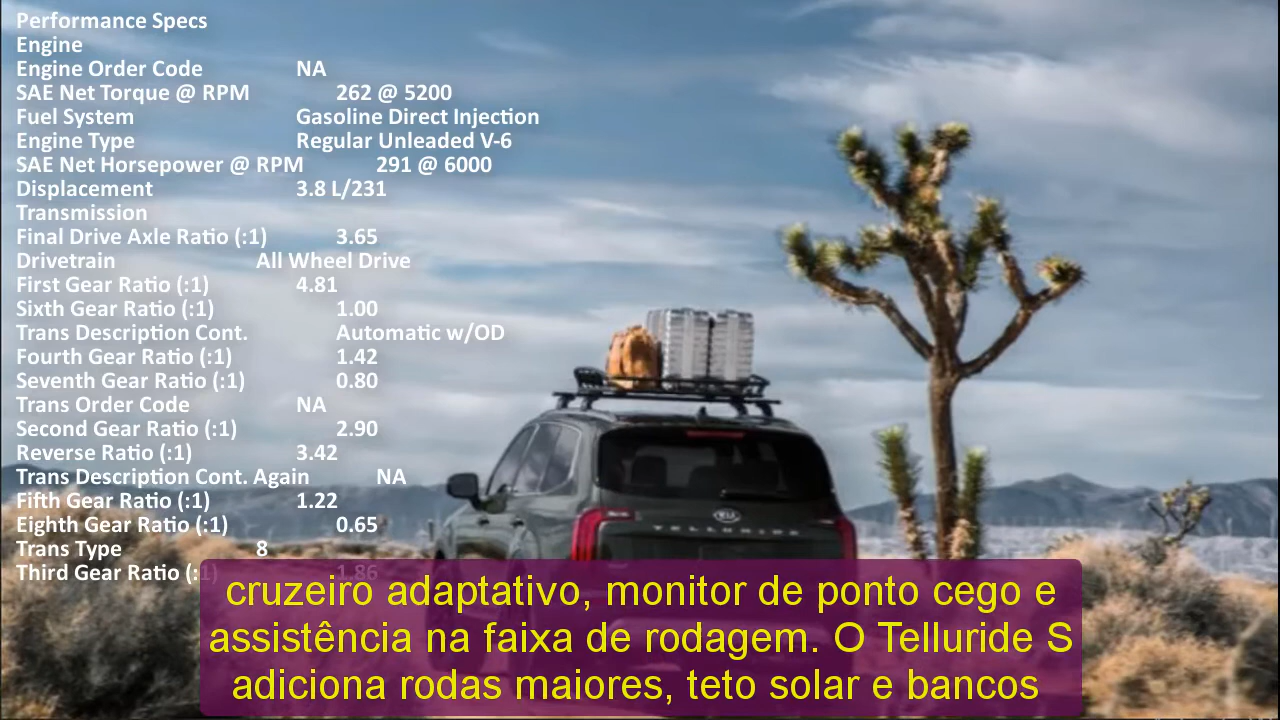 Performance Specs
Engine
Engine Order Code NA
SAE Net Torque @ RPM 262 @ 5200
Fuel System Gasoline Direct Injection
Engine Type Regular Unleaded V-6
SAE Net Horsepower @ RPM 291 @ 6000
Displacement 3.8 L/231
Transmission
Final Drive Axle Ratio (:1) 3.65
Drivetrain All Wheel Drive
First Gear Ratio (:1) 4.81
Sixth Gear Ratio (:1) 1.00
Trans Description Cont. Automatic w/OD
Fourth Gear Ratio (:1) 1.42
Seventh Gear Ratio (:1) 0.80
Trans Order Code NA
Second Gear Ratio (:1) 2.90
Reverse Ratio (:1) 3.42
Trans Description Cont. Again NA
Fifth Gear Ratio (:1) 1.22
Eighth Gear Ratio (:1) 0.65
Trans Type 8
Third Gear Ratio (:1) 1.86
KIA
TELLURIDE
cruzeiro adaptativo, monitor de ponto cego e
assistência na faixa de rodagem. O Telluride S
adiciona rodas maiores, teto solar e bancos